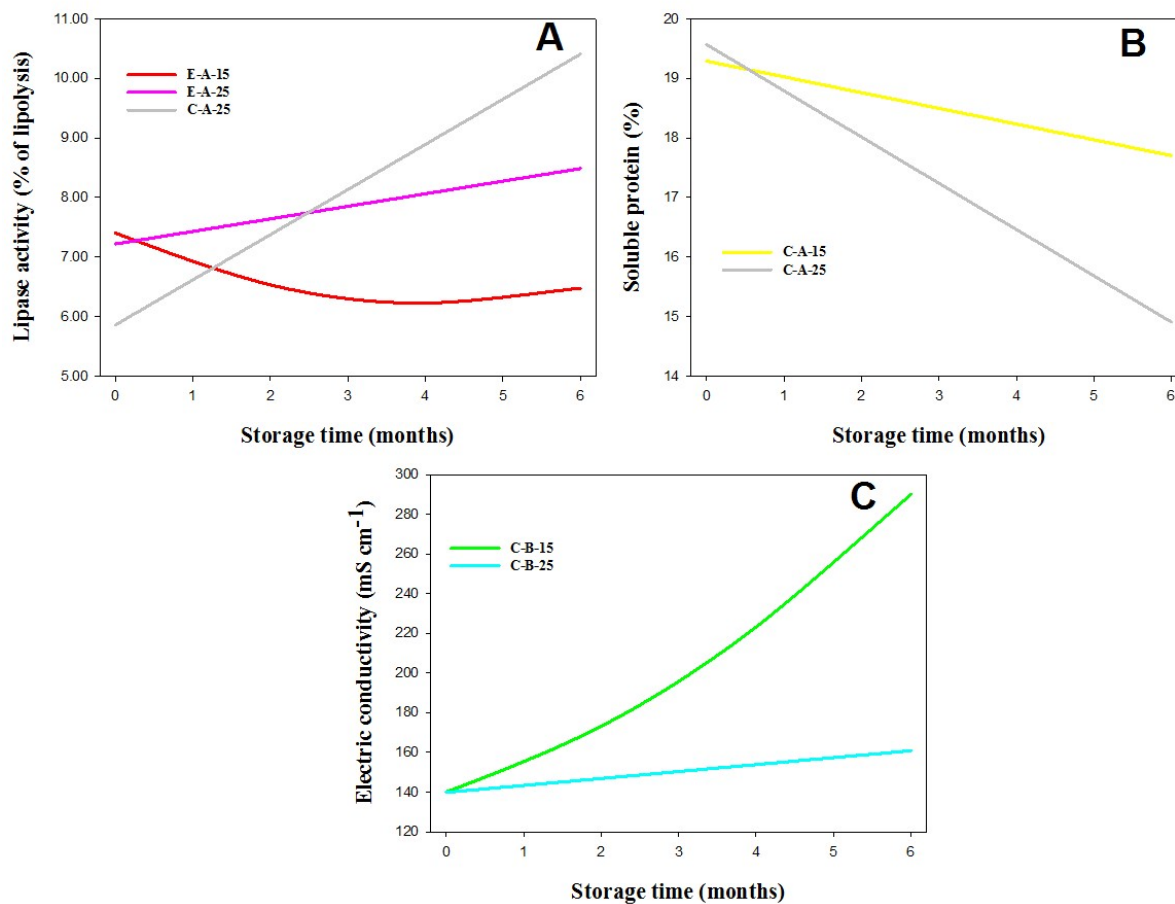 A
Lipase activity (% of lipolysis)
11.00
10.00
9.00
8.00
7.00
6.00
5.00
E-A-15
E-A-25
C-A-25
0 1 2 3 4 5 6
Storage time (months)
B
Soluble protein (%)
20
19
18
17
16
15
14
C-A-15
C-A-25
0 1 2 3 4 5 6
Storage time (months)
C
Electric conductivity (mS cm-1)
300
280
260
240
220
200
180
160
140
120
C-B-15
C-B-25
0 1 2 3 4 5 6
Storage time (months)